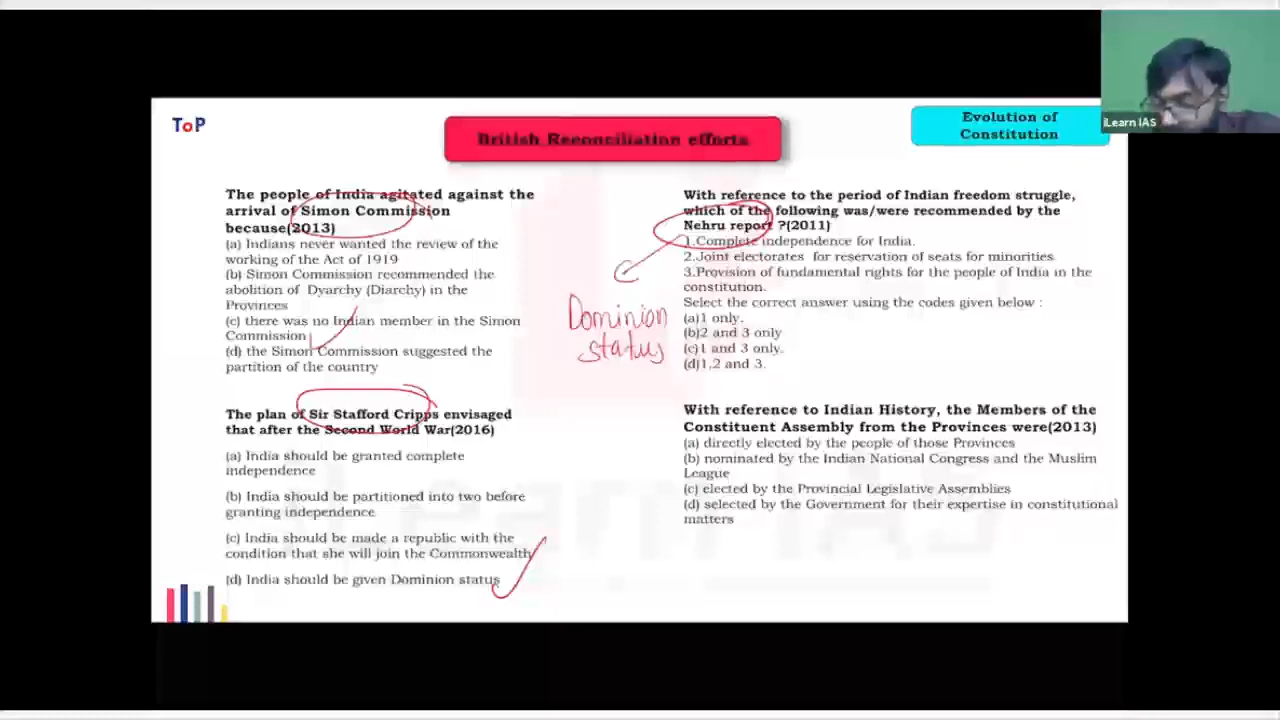 iLearn IAS
ToP
British Reconciliation efforts
Evolution of
Constitution
The people of India agitated against the
arrival of Simon Commission
because(2013)
(a) Indians never wanted the review of the
working of the Act of 1919
(b) Simon Commission recommended the
abolition of Dyarchy (Diarchy) in the
Provinces
(c) there was no Indian member in the Simon
Commission
(d) the Simon Commission suggested the
partition of the country
The plan of Sir Stafford Cripps envisaged
that after the Second World War(2016)
(a) India should be granted complete
independence
(b) India should be partitioned into two before
granting independence
(c) India should be made a republic with the
condition that she will join the Commonwealth
(d) India should be given Dominion status
With reference to the period of Indian freedom struggle,
which of the following was/were recommended by the
Nehru report ?(2011)
1.Complete independence for India.
2.Joint electorates for reservation of seats for minorities
3.Provision of fundamental rights for the people of India in the
constitution.
Select the correct answer using the codes given below :
(a)1 only.
(b)2 and 3 only
(c)1 and 3 only.
(d)1,2 and 3.
Dominion
status
With reference to Indian History, the Members of the
Constituent Assembly from the Provinces were(2013)
(a) directly elected by the people of those Provinces
(b) nominated by the Indian National Congress and the Muslim
League
(c) elected by the Provincial Legislative Assemblies
(d) selected by the Government for their expertise in constitutional
matters
iLearn IAS